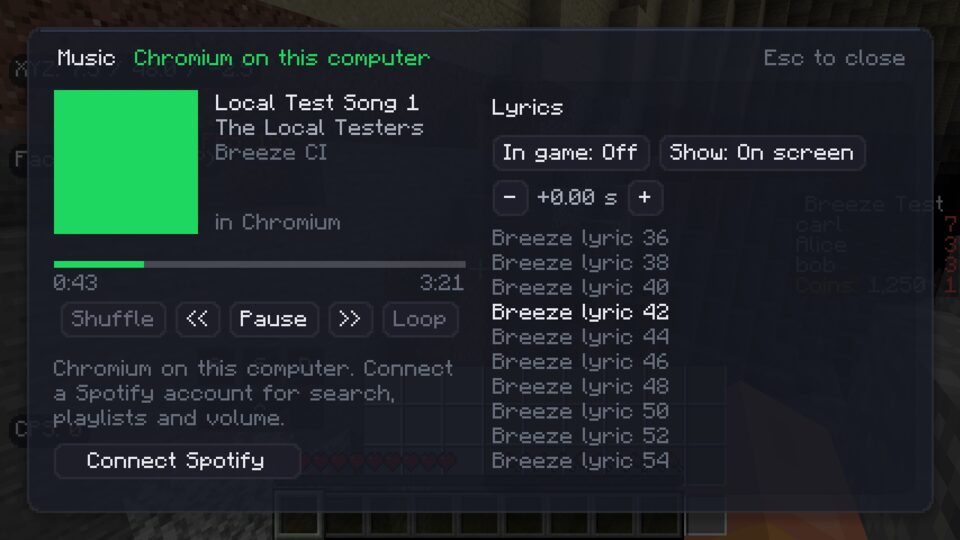 Music Chromium on this computer
Esc to close
Local Test Song 1
The Local Testers
Breeze CI
in Chromium
0:43
3:21
Shuffle
<<
Pause
>>
Loop
Chromium on this computer. Connect
a Spotify account for search,
playlists and volume.
Connect Spotify
Lyrics
In game: Off
Show: On screen
-
+0.00 s
+
Breeze lyric 36
Breeze lyric 38
Breeze lyric 40
Breeze lyric 42
Breeze lyric 44
Breeze lyric 46
Breeze lyric 48
Breeze lyric 50
Breeze lyric 52
Breeze lyric 54
Breeze Test
carl 7
Alice 3
bob 3
Coins: 1,250 1